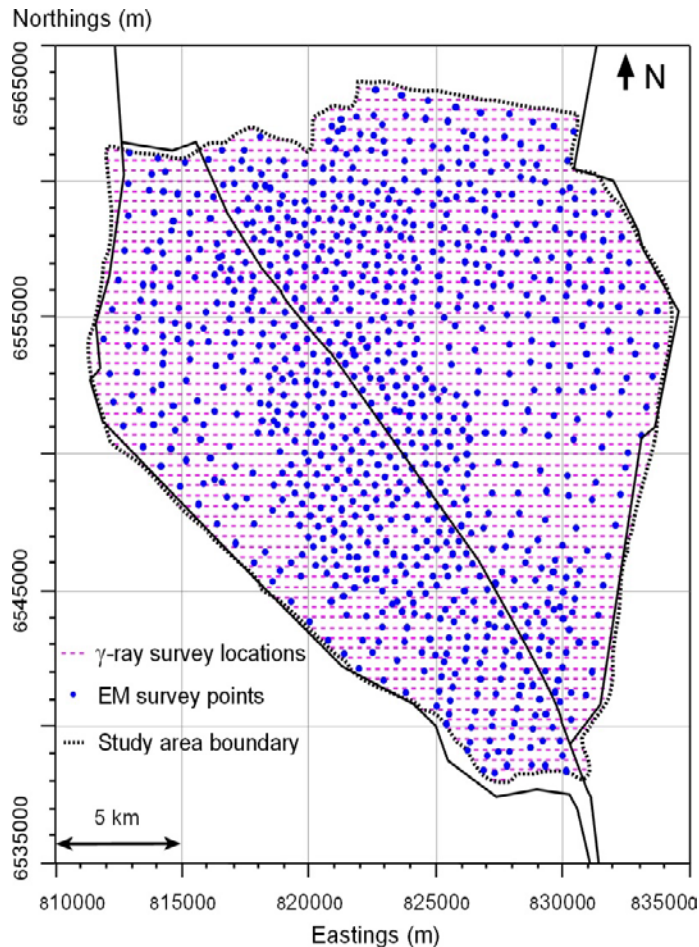 Northings (m)
6565000
N
6555000
6545000
γ-ray survey locations
EM survey points
Study area boundary
5 km
6535000
810000 815000 820000 825000 830000 835000
Eastings (m)